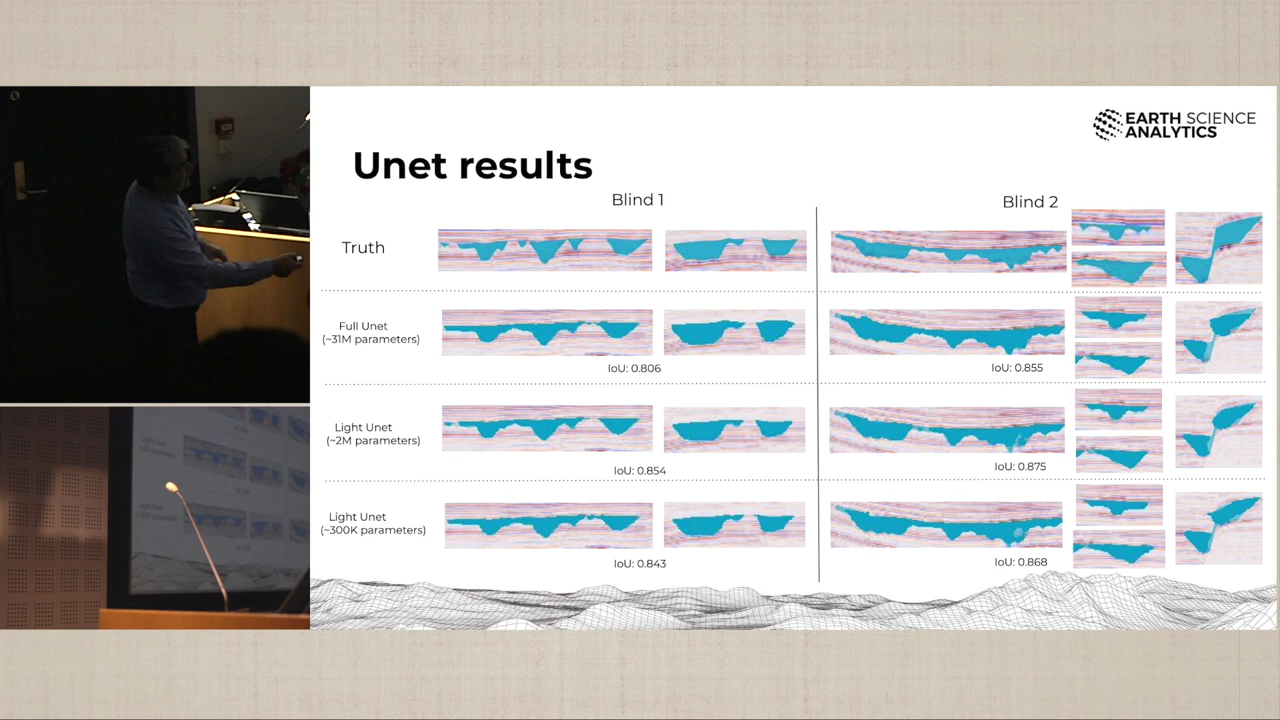 EARTH SCIENCE
ANALYTICS
Unet results
Blind 1
Blind 2
Truth
Full Unet
(~31M parameters)
IoU: 0.806
IoU: 0.855
Light Unet
(~2M parameters)
IoU: 0.854
IoU: 0.875
Light Unet
(~300K parameters)
IoU: 0.843
IoU: 0.868